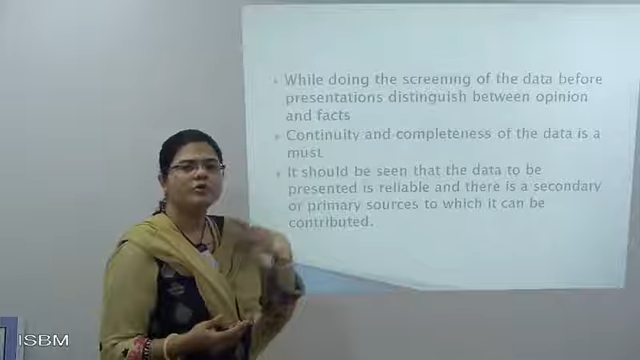 While doing the screening of the data before
presentations distinguish between opinion
and facts
Continuity and completeness of the data is a
must
It should be seen that the data to be
presented is reliable and there is a secondary
or primary sources to which it can be
contributed.
ISBM